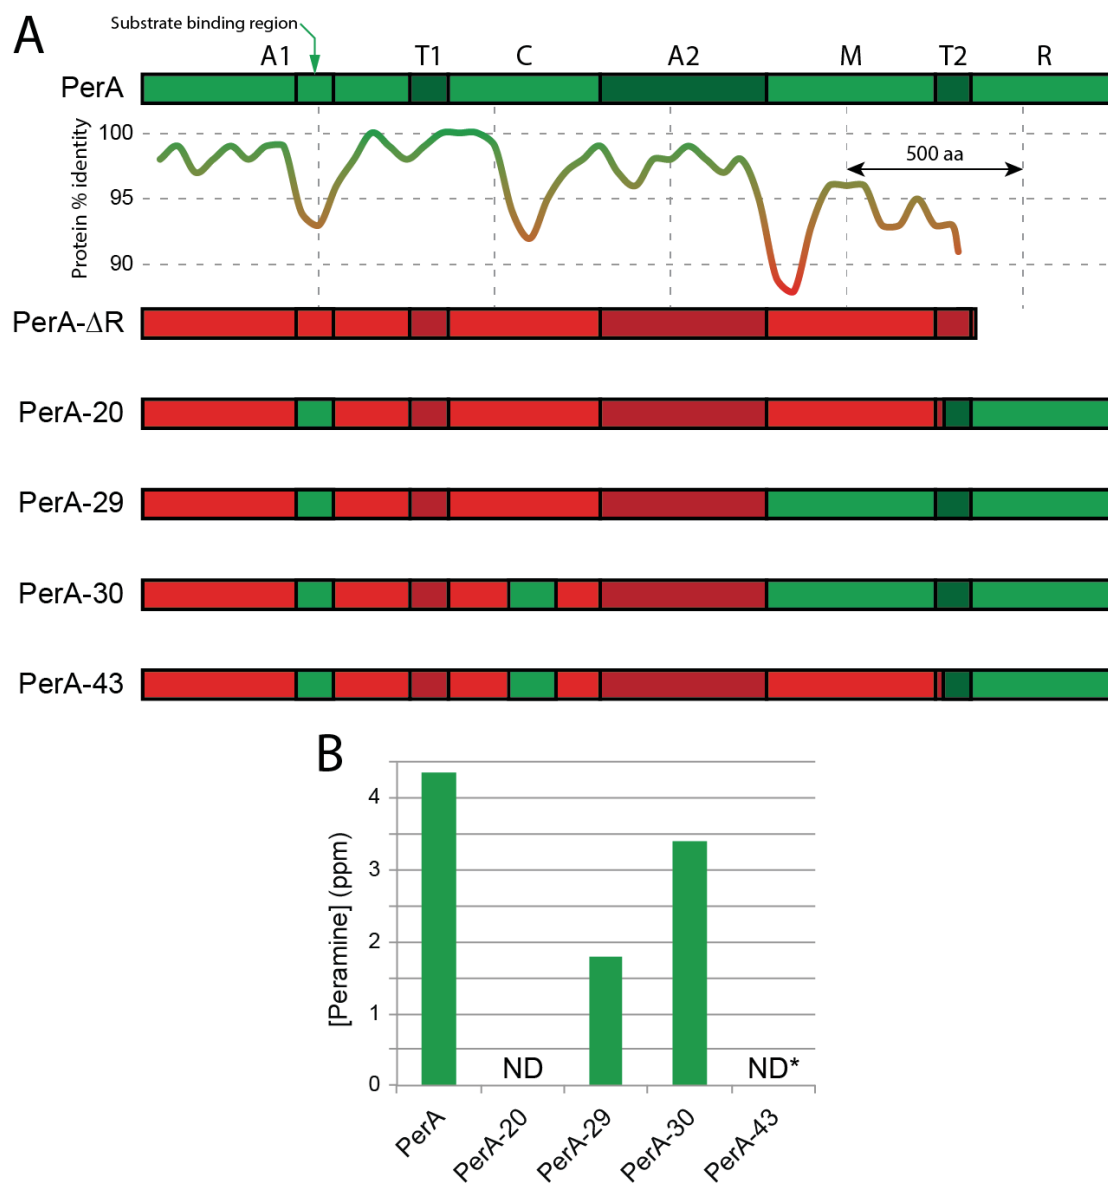 A
Substrate binding region
A1 T1 C A2 M T2 R
PerA
Protein % identity
100
95
90
500 aa
PerA-ΔR
PerA-20
PerA-29
PerA-30
PerA-43
B
[Peramine] (ppm)
4
3
2
1
0
ND
ND*
PerA
PerA-20
PerA-29
PerA-30
PerA-43